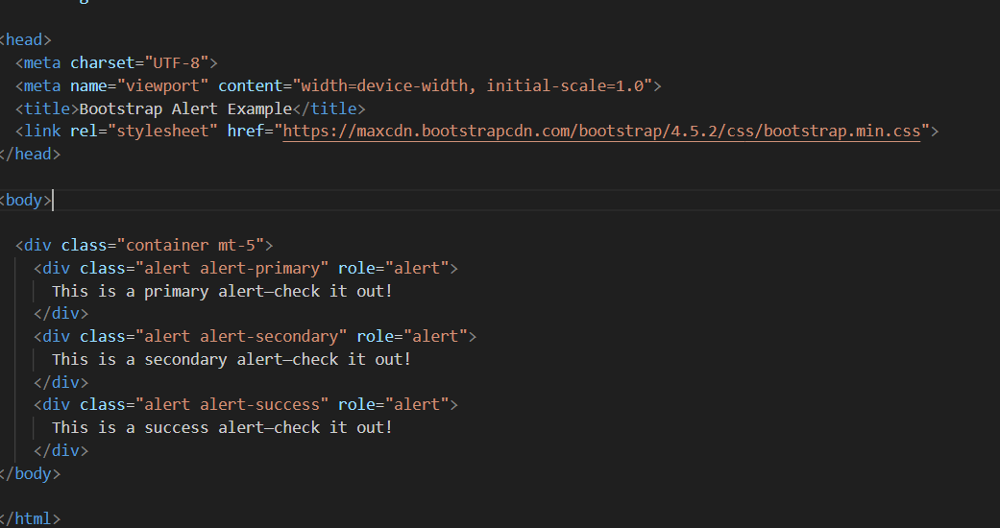 <head>
<meta charset="UTF-8">
<meta name="viewport" content="width=device-width, initial-scale=1.0">
<title>Bootstrap Alert Example</title>
<link rel="stylesheet" href="https://maxcdn.bootstrapcdn.com/bootstrap/4.5.2/css/bootstrap.min.css">
</head>
<body>
<div class="container mt-5">
<div class="alert alert-primary" role="alert">
This is a primary alert—check it out!
</div>
<div class="alert alert-secondary" role="alert">
This is a secondary alert—check it out!
</div>
<div class="alert alert-success" role="alert">
This is a success alert—check it out!
</div>
</body>
</html>